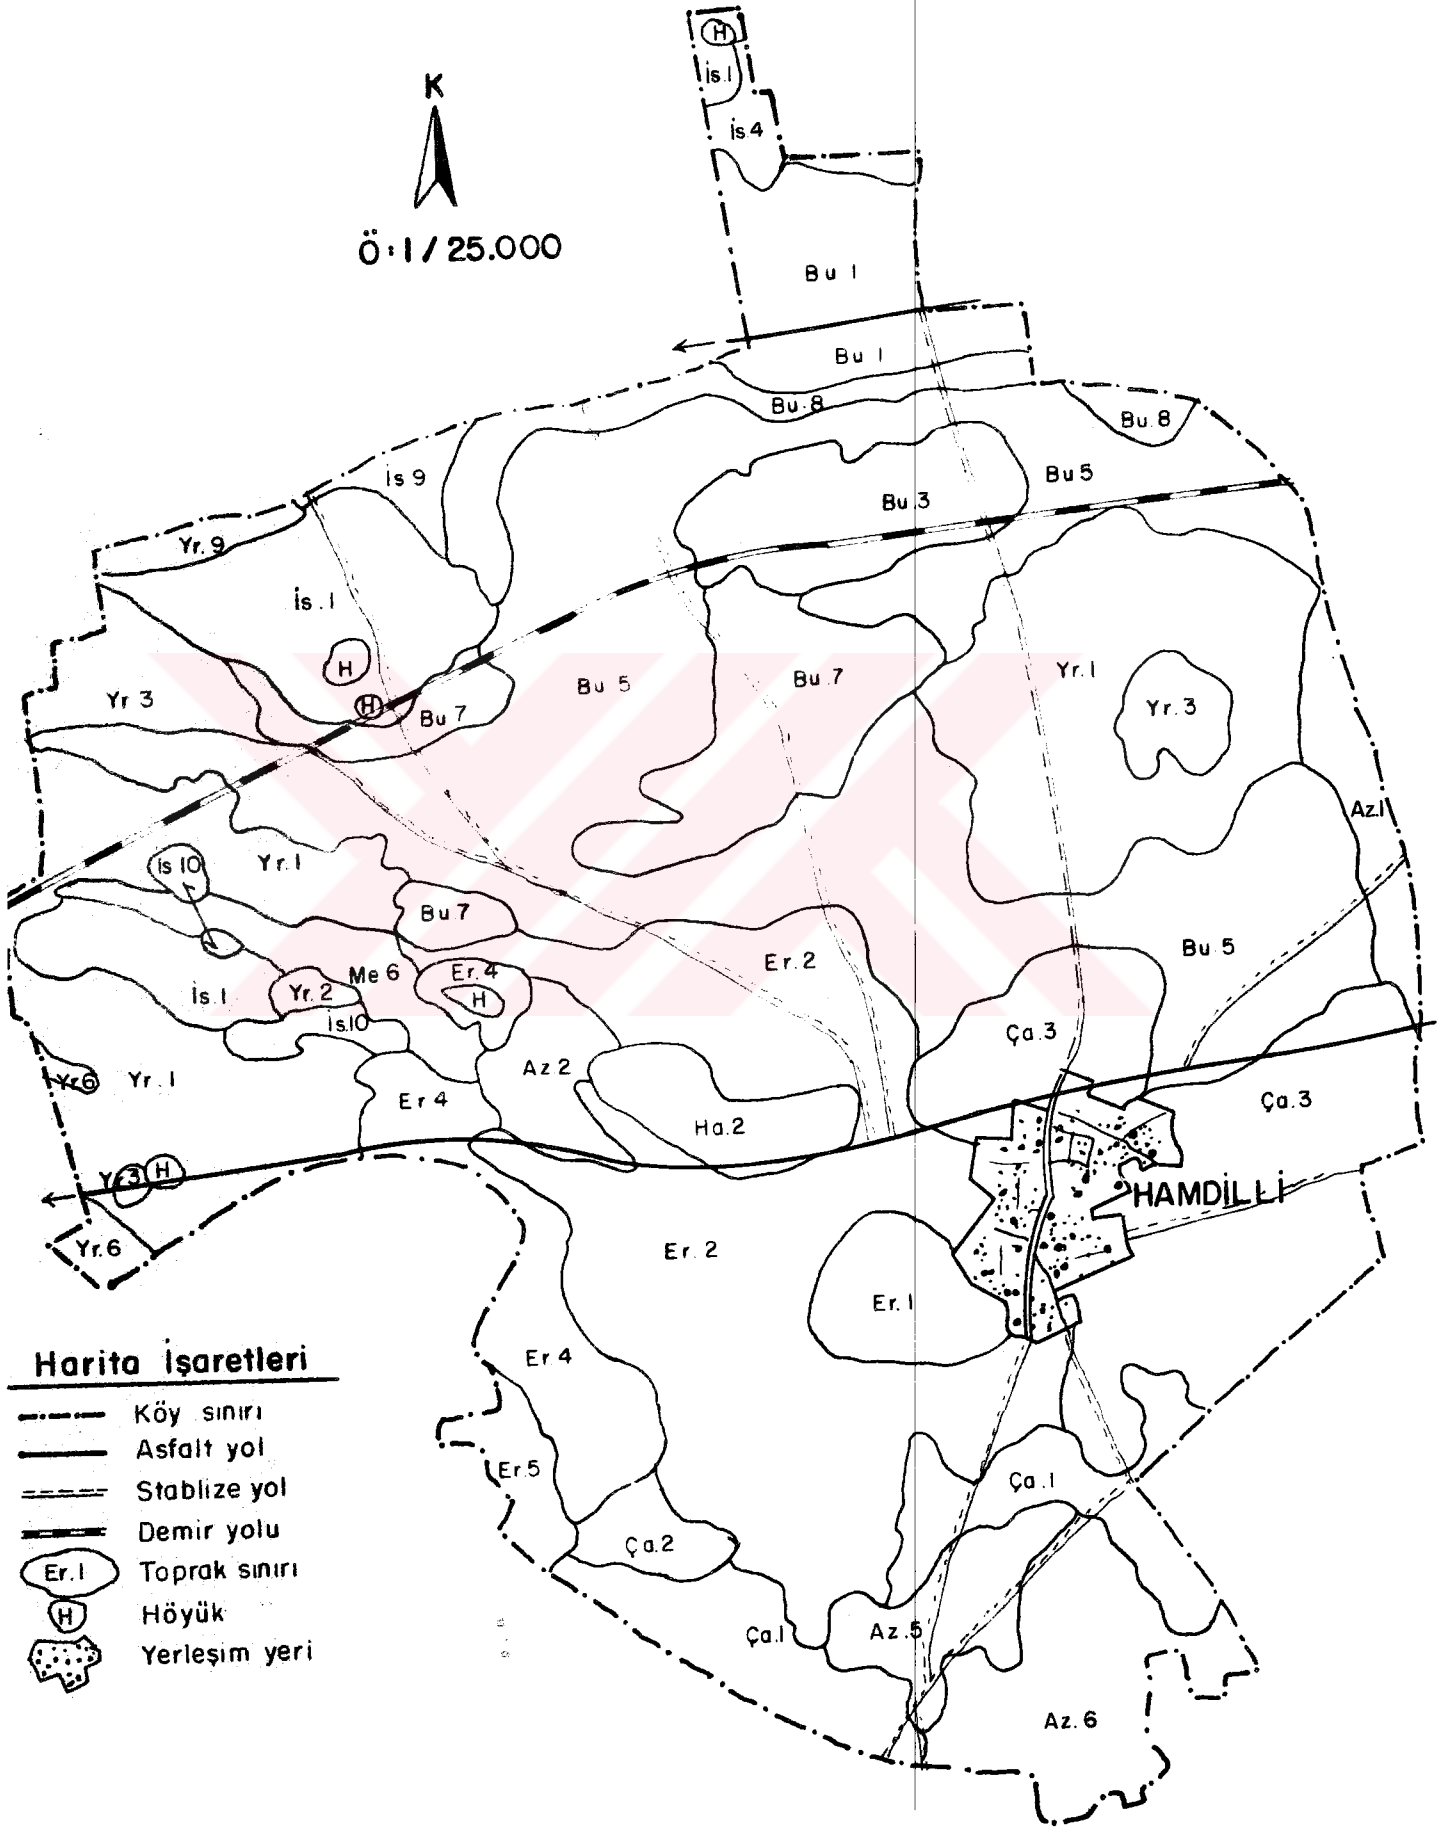 H
İs.1
K
İs.4
Ö:1/25.000
Bu 1
Bu 1
Bu.8
Bu.8
İs 9
Bu 5
Bu.3
Yr.9
İs.1
H
Yr 3
Bu 5
Bu.7
Yr.1
H
Bu 7
Yr.3
Az.1
İs 10
Yr.1
Bu.7
Bu.5
Er.2
Me 6
Er.4
İs.1
Yr.2
H
İs.10
Ça.3
Az.2
Yr.6
Yr.1
Er 4
Ça.3
Ha.2
Yr.3
H
HAMDİLLİ
Yr.6
Er.2
Er.1
Harita İşaretleri
Er.4
Köy sınırı
Asfalt yol
Er.5
Ça.1
Stablize yol
Demir yolu
Ça.2
Er.1
Toprak sınırı
H
Höyük
Ça.1
Az.5
Yerleşim yeri
Az.6